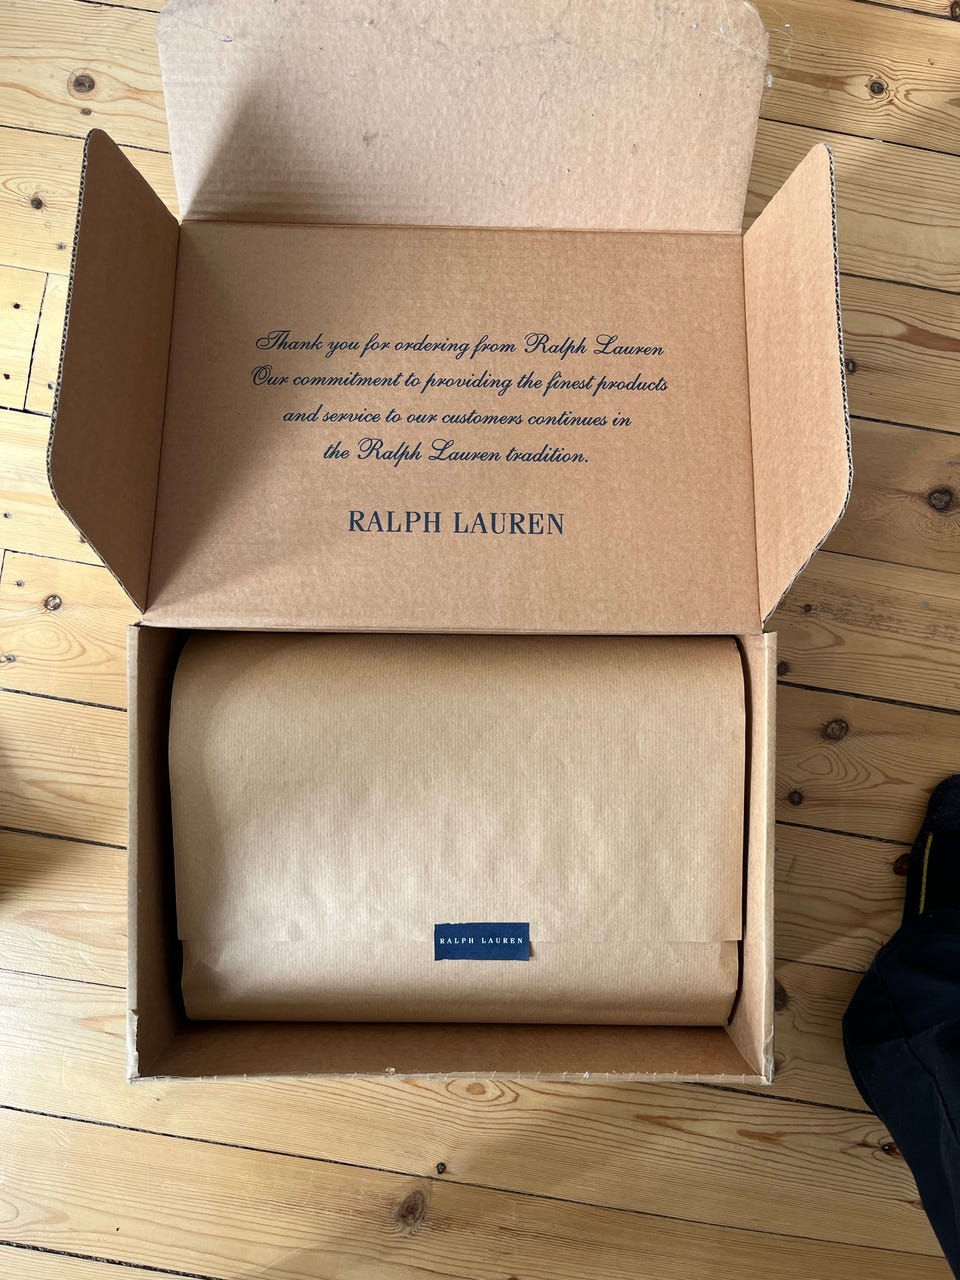 Thank you for ordering from Ralph Lauren
Our commitment to providing the finest products
and service to our customers continues in
the Ralph Lauren tradition.
RALPH LAUREN
RALPH LAUREN